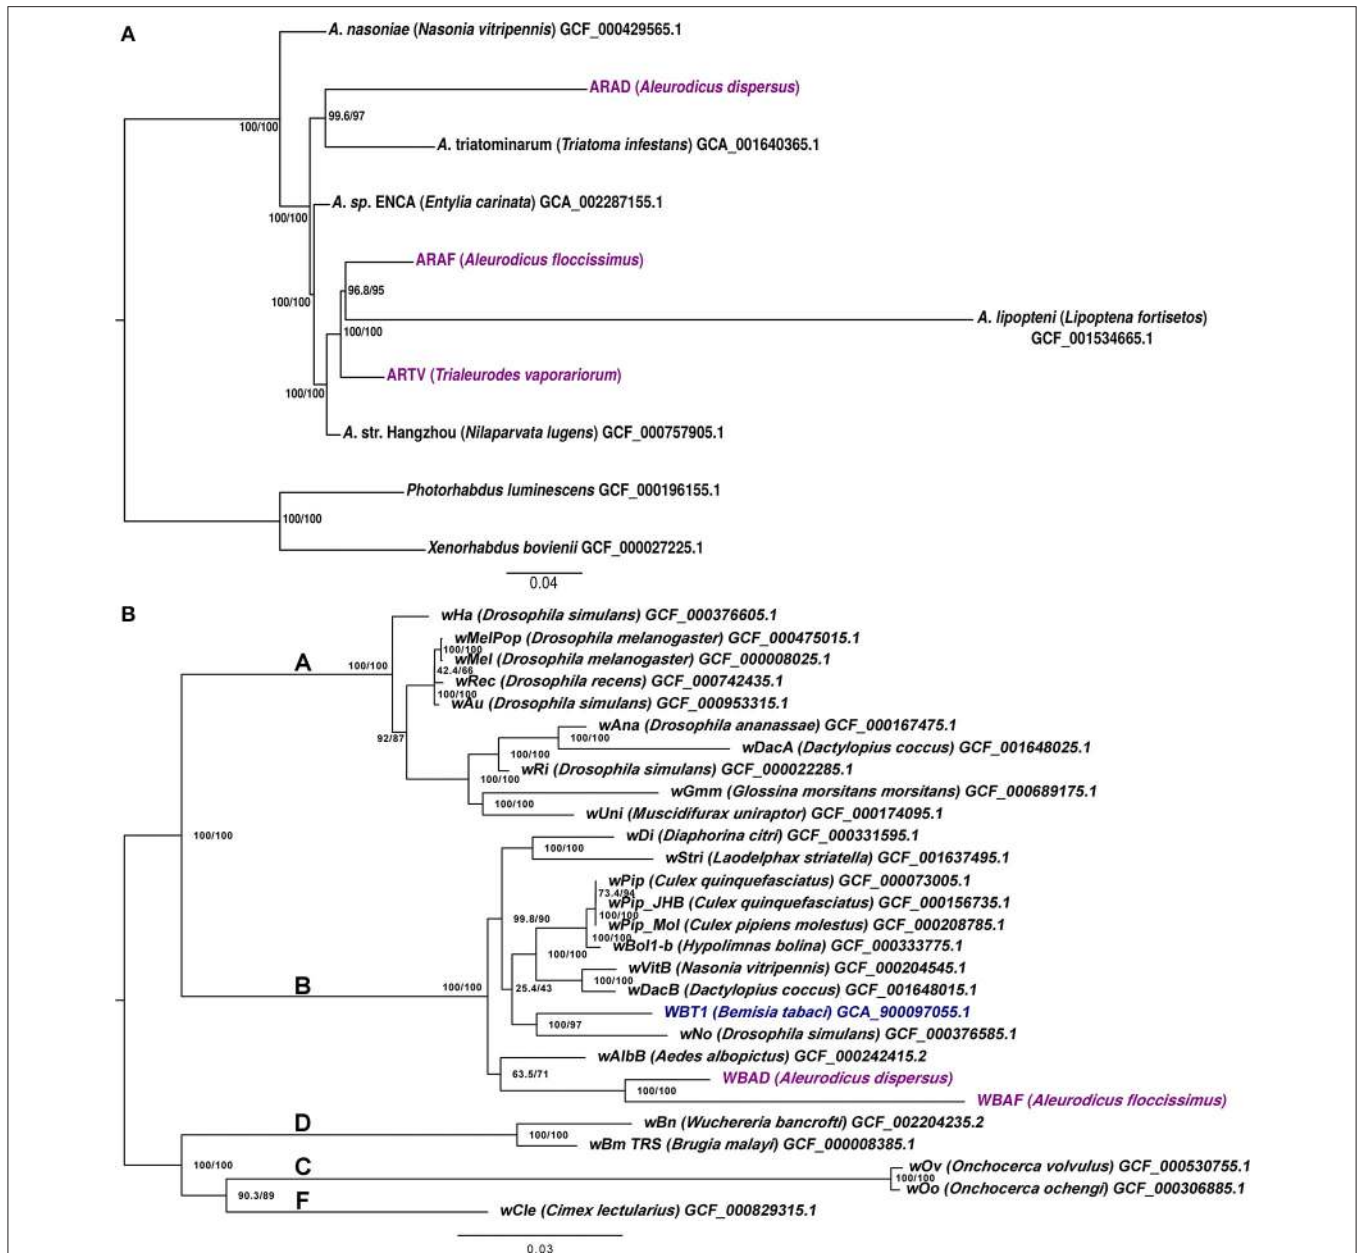 A
A. nasoniae (Nasonia vitripennis) GCF_000429565.1
ARAD (Aleurodicus dispersus)
99.6/97
100/100
A. triatominarum (Triatoma infestans) GCA_001640365.1
A. sp. ENCA (Entylia carinata) GCA_002287155.1
100/100
ARAF (Aleurodicus floccissimus)
96.8/95
100/100
A. lipopteni (Lipoptena fortisetos)
GCF_001534665.1
100/100
ARTV (Trialeurodes vaporariorum)
100/100
A. str. Hangzhou (Nilaparvata lugens) GCF_000757905.1
Photorhabdus luminescens GCF_000196155.1
100/100
Xenorhabdus bovienii GCF_000027225.1
0.04
B
wHa (Drosophila simulans) GCF_000376605.1
wMelPop (Drosophila melanogaster) GCF_000475015.1
100/100
A
100/100
wMel (Drosophila melanogaster) GCF_000008025.1
42.4/66
wRec (Drosophila recens) GCF_000742435.1
100/100
wAu (Drosophila simulans) GCF_000953315.1
wAna (Drosophila ananassae) GCF_000167475.1
92/87
100/100
wDacA (Dactylopius coccus) GCF_001648025.1
100/100
wRi (Drosophila simulans) GCF_000022285.1
100/100
wGmm (Glossina morsitans morsitans) GCF_000689175.1
100/100
wUni (Muscidifurax uniraptor) GCF_000174095.1
100/100
wDi (Diaphorina citri) GCF_000331595.1
100/100
wStri (Laodelphax striatella) GCF_001637495.1
wPip (Culex quinquefasciatus) GCF_000073005.1
73.4/94
wPip_JHB (Culex quinquefasciatus) GCF_000156735.1
99.8/90
100/100
wPip_Mol (Culex pipiens molestus) GCF_000208785.1
100/100
wBol1-b (Hypolimnas bolina) GCF_000333775.1
100/100
wVitB (Nasonia vitripennis) GCF_000204545.1
100/100
B
100/100
25.4/43
wDacB (Dactylopius coccus) GCF_001648015.1
WBT1 (Bemisia tabaci) GCA_900097055.1
100/97
wNo (Drosophila simulans) GCF_000376585.1
wAlbB (Aedes albopictus) GCF_000242415.2
63.5/71
WBAD (Aleurodicus dispersus)
100/100
WBAF (Aleurodicus floccissimus)
D
wBn (Wuchereria bancrofti) GCF_002204235.2
100/100
wBm TRS (Brugia malayi) GCF_000008385.1
100/100
C
wOv (Onchocerca volvulus) GCF_000530755.1
100/100
wOo (Onchocerca ochengi) GCF_000306885.1
90.3/89
F
wCle (Cimex lectularius) GCF_000829315.1
0.03